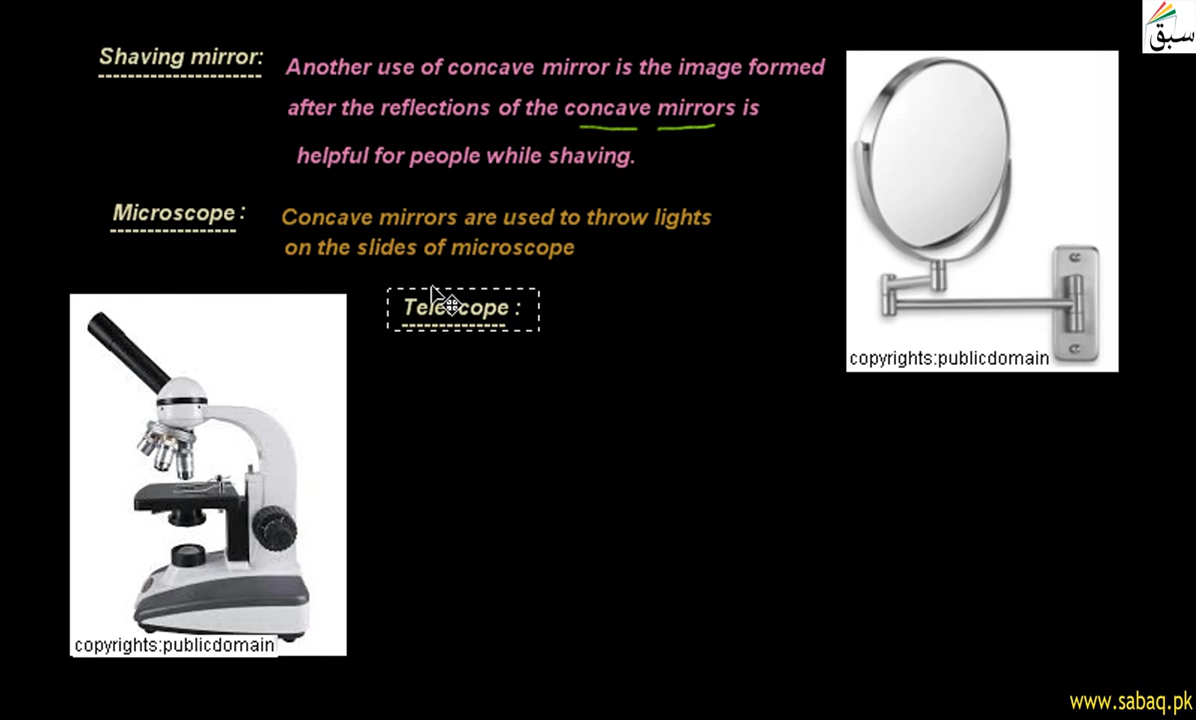 سبق
Shaving mirror:
Another use of concave mirror is the image formed
after the reflections of the concave mirrors is
helpful for people while shaving.
Microscope :
Concave mirrors are used to throw lights
on the slides of microscope
Telescope :
copyrights:publicdomain
copyrights:publicdomain
www.sabaq.pk